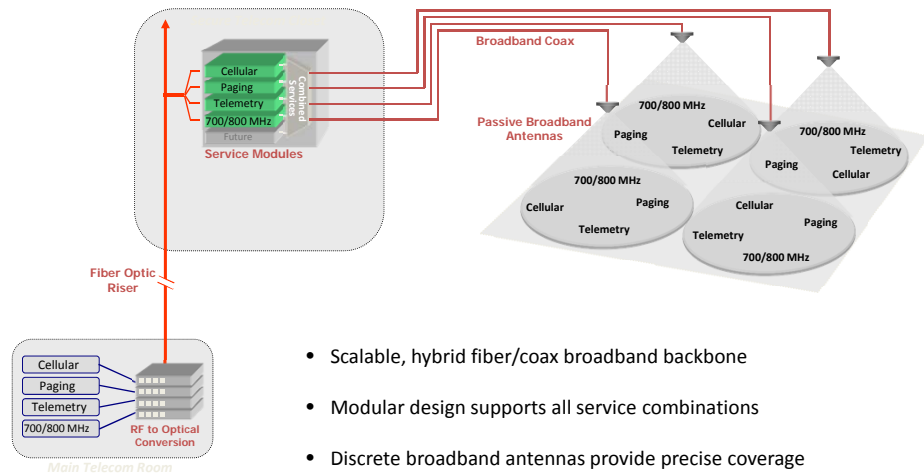 Broadband Coax
Cellular
Paging
Telemetry
700/800 MHz
Future
Combined
Services
Service Modules
Passive Broadband
Antennas
700/800 MHz
Cellular
Paging
Telemetry
700/800 MHz
Telemetry
Paging
Cellular
700/800 MHz
Cellular
Paging
Telemetry
Cellular
Paging
Telemetry
700/800 MHz
Fiber Optic
Riser
Cellular
Paging
Telemetry
700/800 MHz
RF to Optical
Conversion
Main Telecom Room
• Scalable, hybrid fiber/coax broadband backbone
• Modular design supports all service combinations
• Discrete broadband antennas provide precise coverage